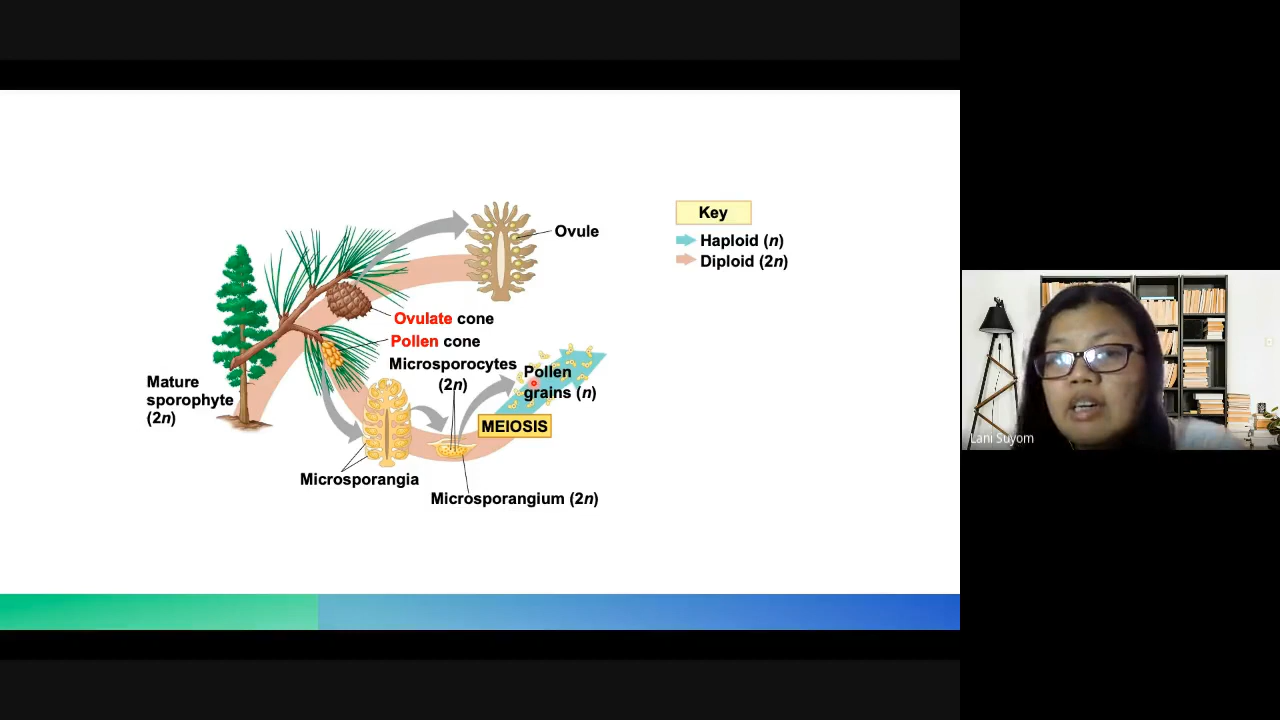 Key
Haploid (n)
Diploid (2n)
Ovule
Ovulate cone
Pollen cone
Microsporocytes
(2n)
Pollen
grains (n)
Mature
sporophyte
(2n)
MEIOSIS
Microsporangia
Microsporangium (2n)
Lani Suyom